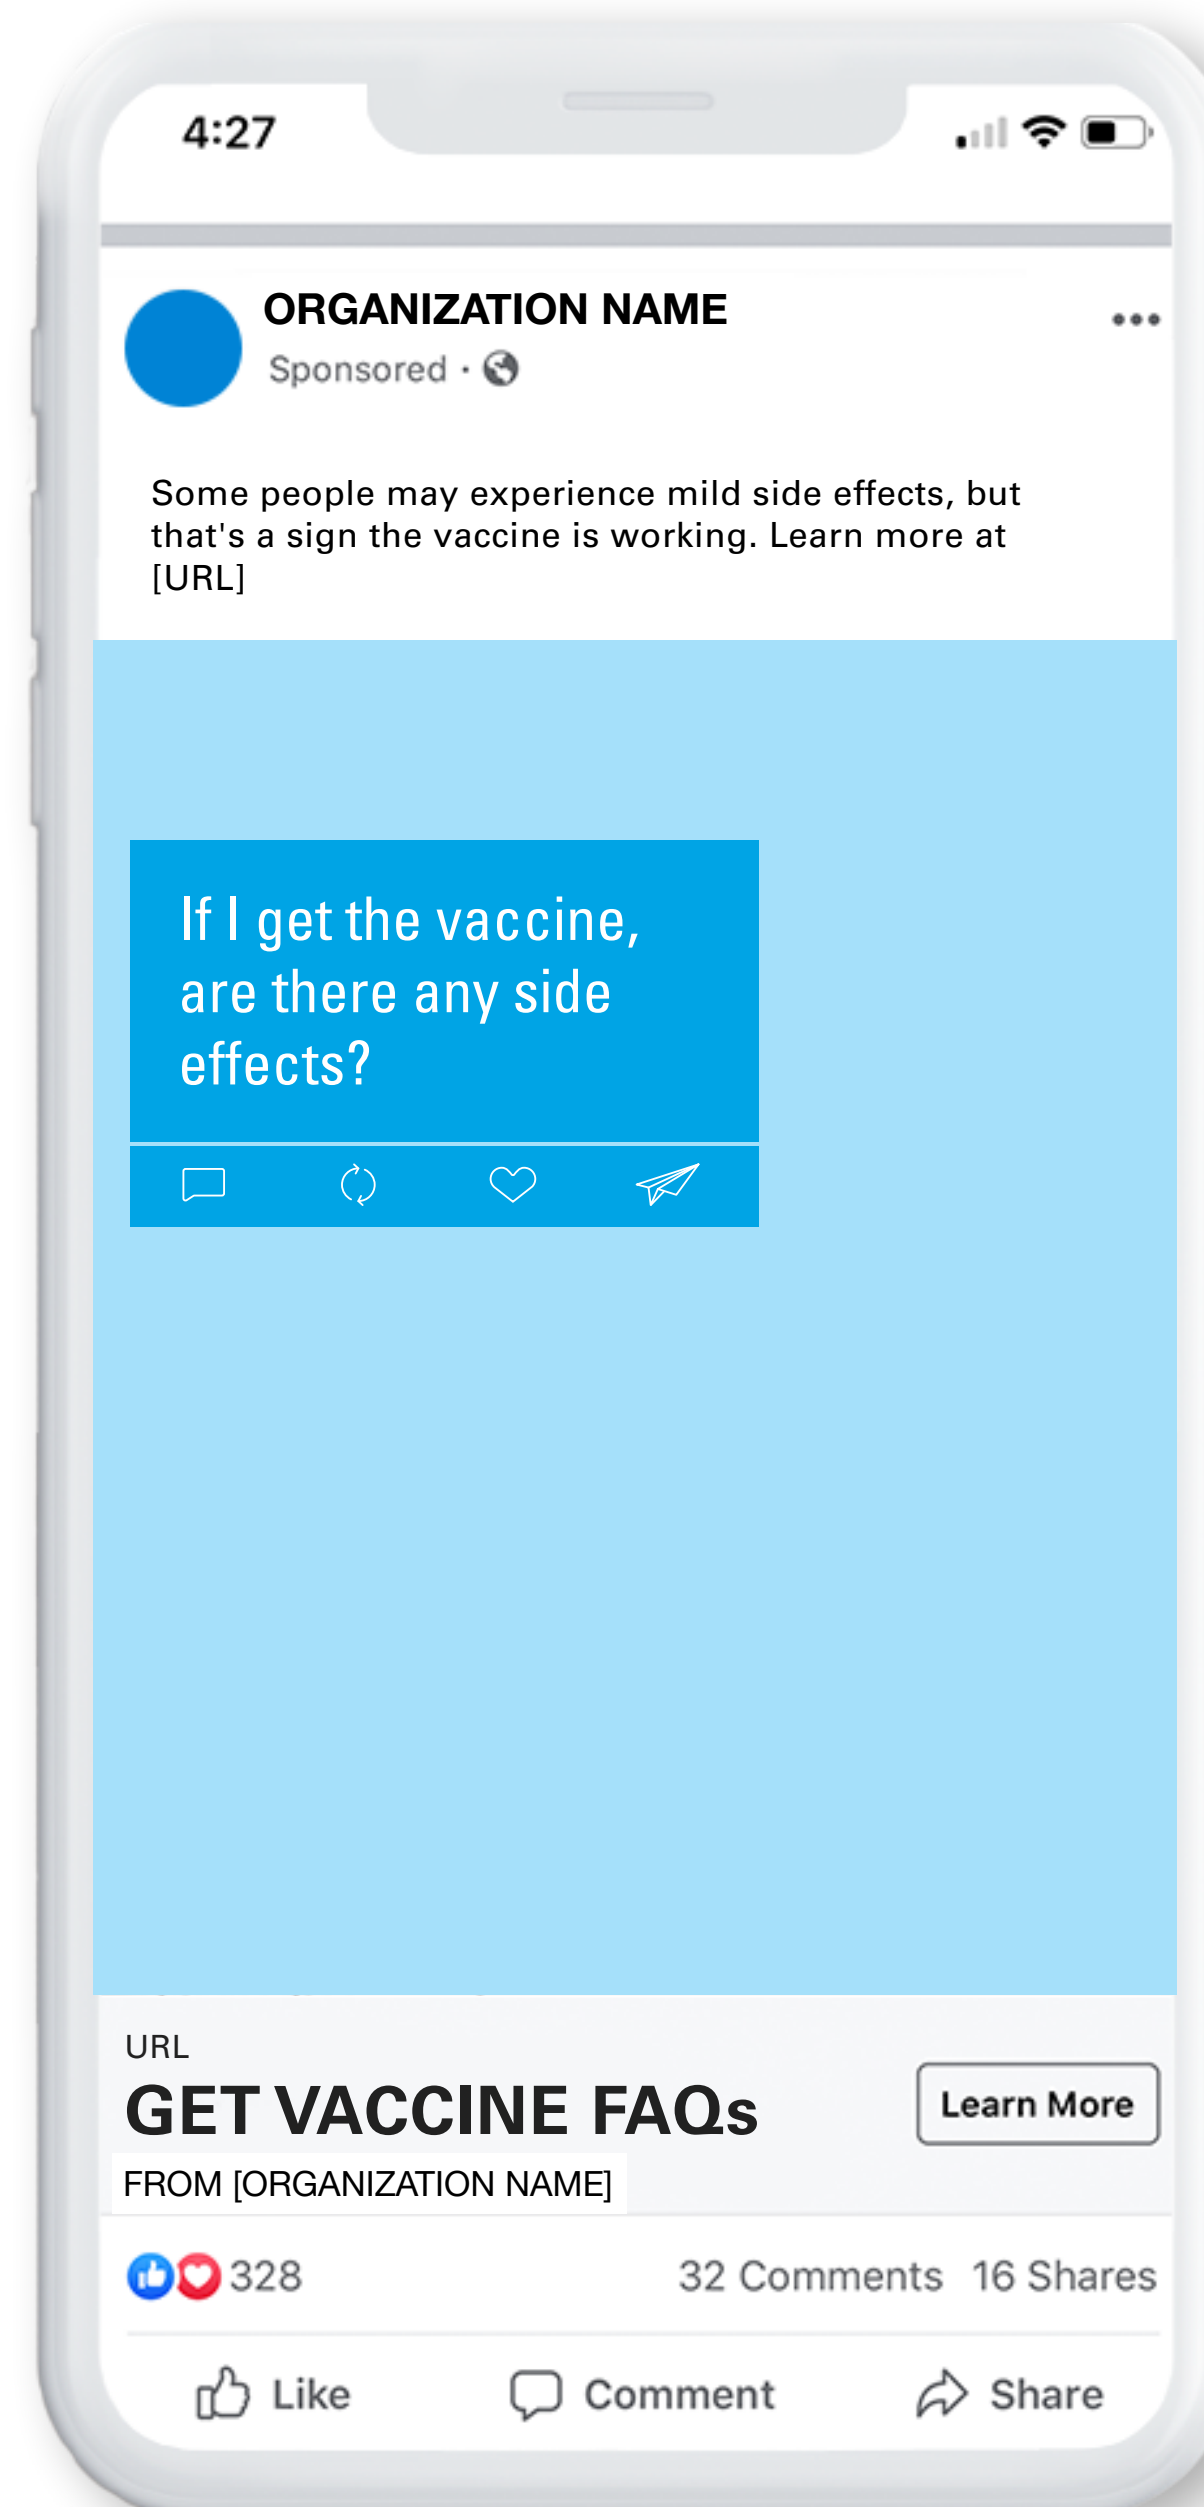 4:27
ORGANIZATION NAME
Sponsored ·
Some people may experience mild side effects, but
that's a sign the vaccine is working. Learn more at
[URL]
If I get the vaccine,
are there any side
effects?
URL
GET VACCINE FAQs
Learn More
FROM [ORGANIZATION NAME]
328
32 Comments 16 Shares
Like
Comment
Share